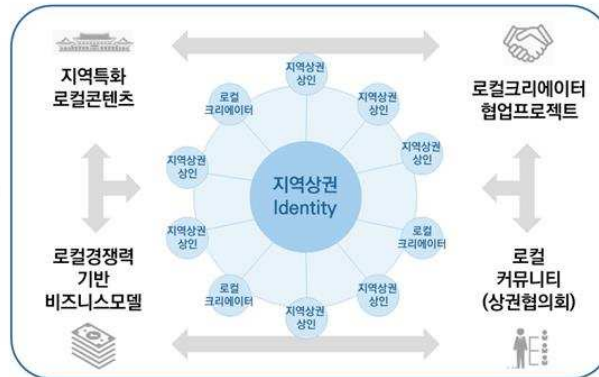 지역특화
로컬콘텐츠
로컬크리에이터
협업프로젝트
지역상권
상인
로컬
크리에이터
지역상권
상인
지역상권
상인
지역상권
상인
지역상권
Identity
지역상권
상인
로컬
크리에이터
로컬
크리에이터
지역상권
상인
지역상권
상인
로컬경쟁력
기반
비즈니스모델
로컬
커뮤니티
(상권협의회)